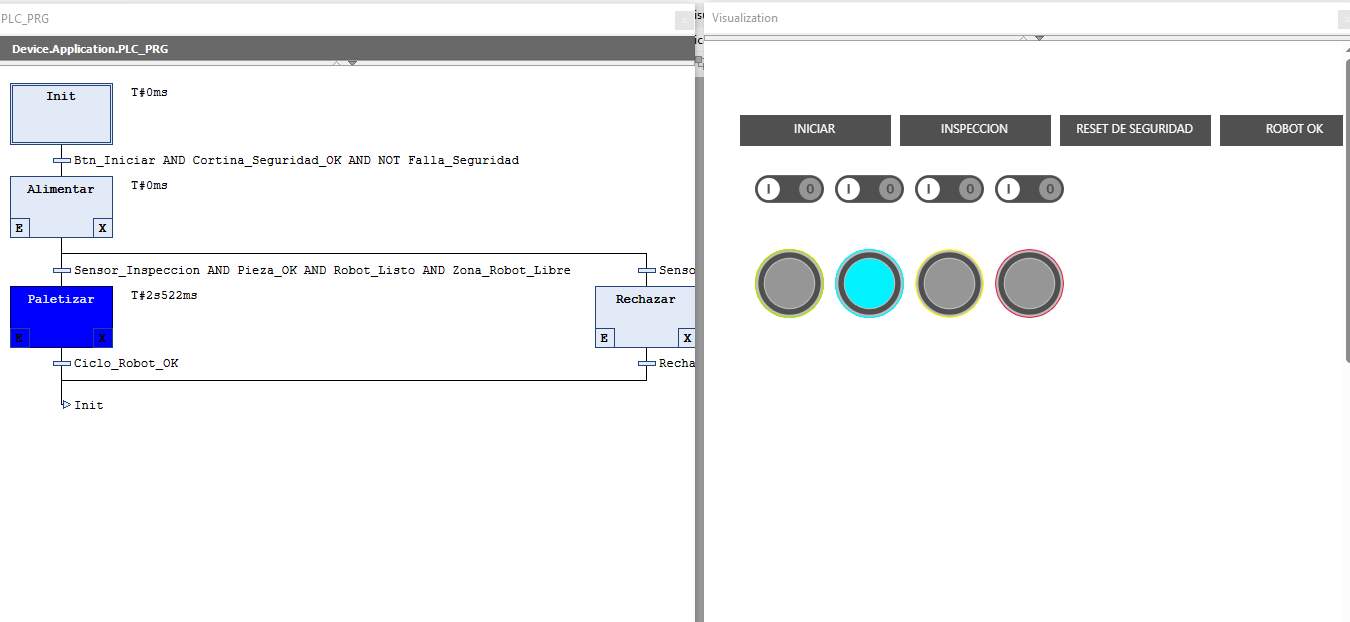 PLC_PRG
Device.Application.PLC_PRG
Init
T#0ms
Btn_Iniciar AND Cortina_Seguridad_OK AND NOT Falla_Seguridad
Alimentar
T#0ms
E
X
Sensor_Inspeccion AND Pieza_OK AND Robot_Listo AND Zona_Robot_Libre
Senso
Paletizar
T#2s522ms
E
X
Rechazar
E
X
Ciclo_Robot_OK
Recha
Init
Visualization
INICIAR
INSPECCION
RESET DE SEGURIDAD
ROBOT OK
I 0
I 0
I 0
I 0